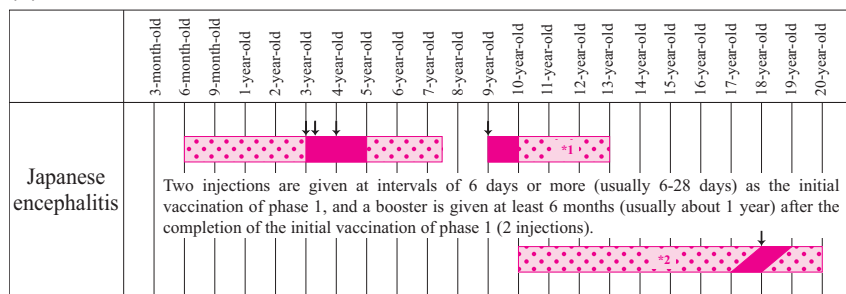 3-month-old
6-month-old
9-month-old
1-year-old
2-year-old
3-year-old
4-year-old
5-year-old
6-year-old
7-year-old
8-year-old
9-year-old
10-year-old
11-year-old
12-year-old
13-year-old
14-year-old
15-year-old
16-year-old
17-year-old
18-year-old
19-year-old
20-year-old
Japanese
encephalitis
*1
Two injections are given at intervals of 6 days or more (usually 6-28 days) as the initial
vaccination of phase 1, and a booster is given at least 6 months (usually about 1 year) after the
completion of the initial vaccination of phase 1 (2 injections).
*2